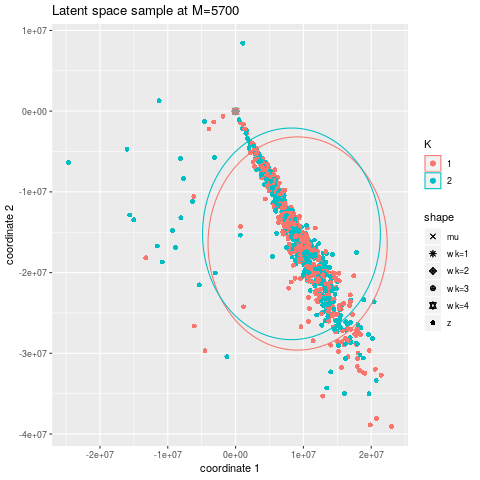 Latent space sample at M=5700
1e+07
0e+00
-1e+07
-2e+07
-3e+07
-4e+07
coordinate 2
-2e+07 -1e+07 0e+00 1e+07 2e+07
coordinate 1
K
1
2
shape
mu
wk=1
wk=2
wk=3
wk=4
z